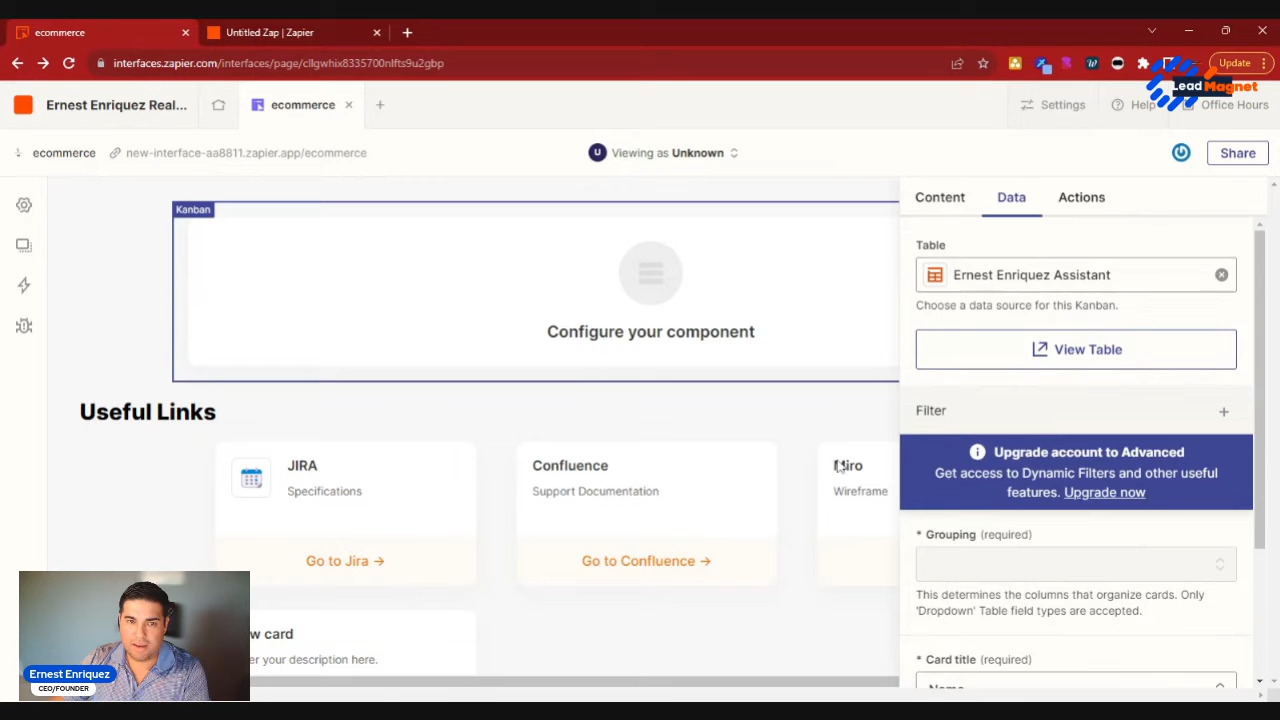 ecommerce
Untitled Zap | Zapier
interfaces.zapier.com/interfaces/page/cllgwhix8335700nlfts9u2gbp
Update
Lead Magnet
Ernest Enriquez Real...
ecommerce
Settings
Help
Office Hours
ecommerce
new-interface-aa8811.zapier.app/ecommerce
U
Viewing as Unknown
Share
Kanban
Configure your component
Useful Links
JIRA
Specifications
Go to Jira →
Confluence
Support Documentation
Go to Confluence →
Miro
Wireframe
w card
er your description here.
Content
Data
Actions
Table
Ernest Enriquez Assistant
Choose a data source for this Kanban.
View Table
Filter
Upgrade account to Advanced
Get access to Dynamic Filters and other useful
features. Upgrade now
* Grouping (required)
This determines the columns that organize cards. Only
'Dropdown' Table field types are accepted.
* Card title (required)
Name
Ernest Enriquez
CEO/FOUNDER